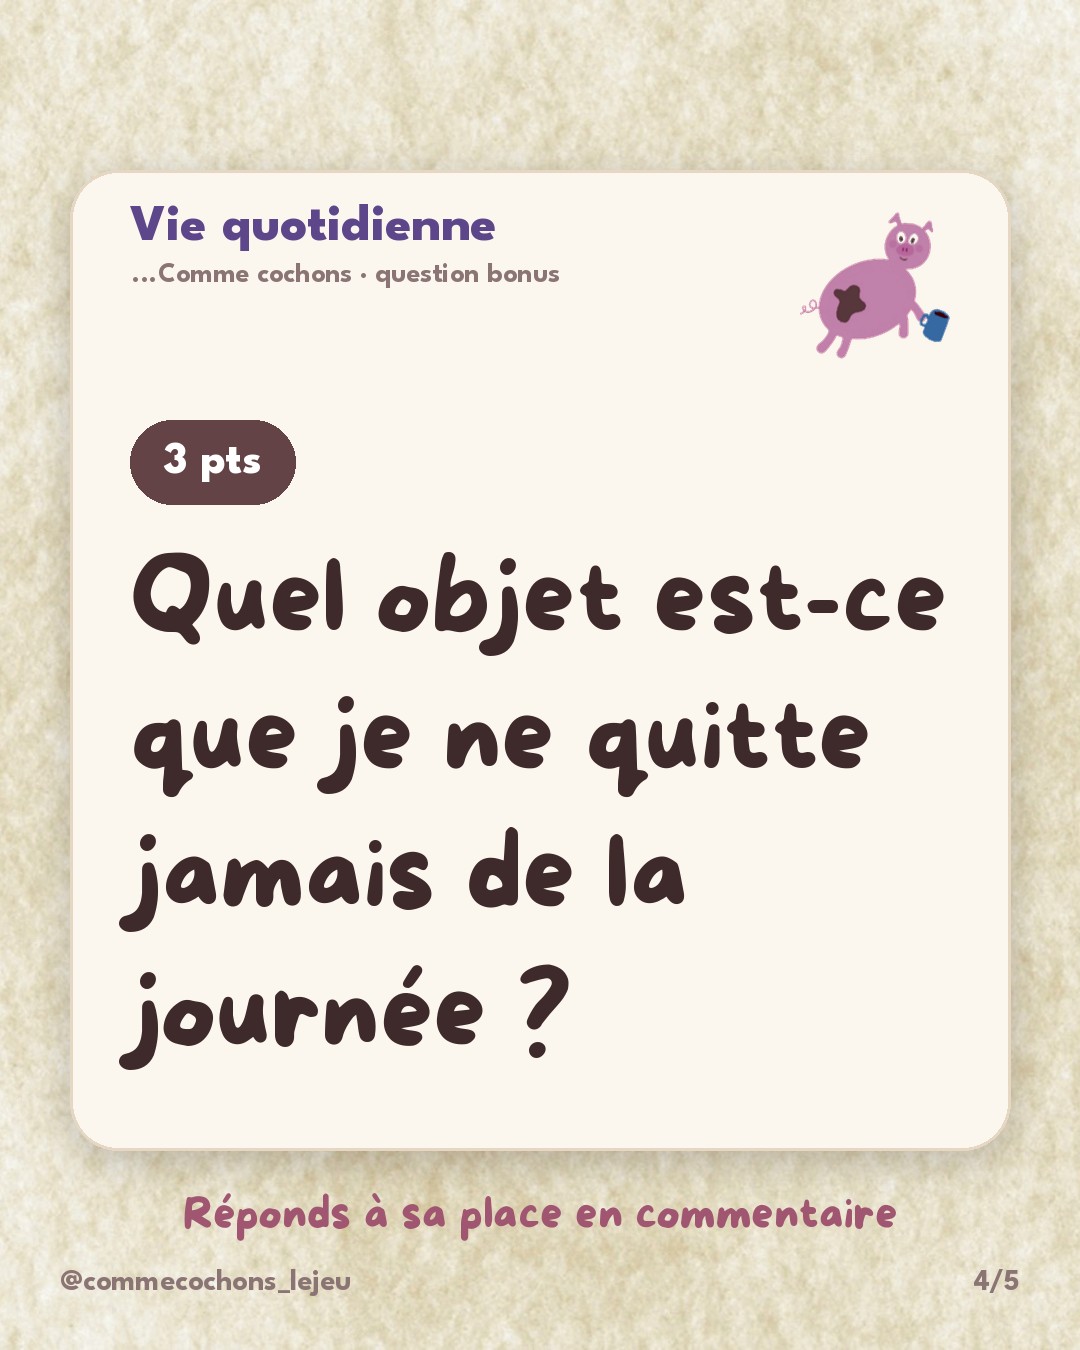 Vie quotidienne
...Comme cochons · question bonus
3 pts
Quel objet est-ce
que je ne quitte
jamais de la
journée ?
Réponds à sa place en commentaire
@commecochons_lejeu
4/5